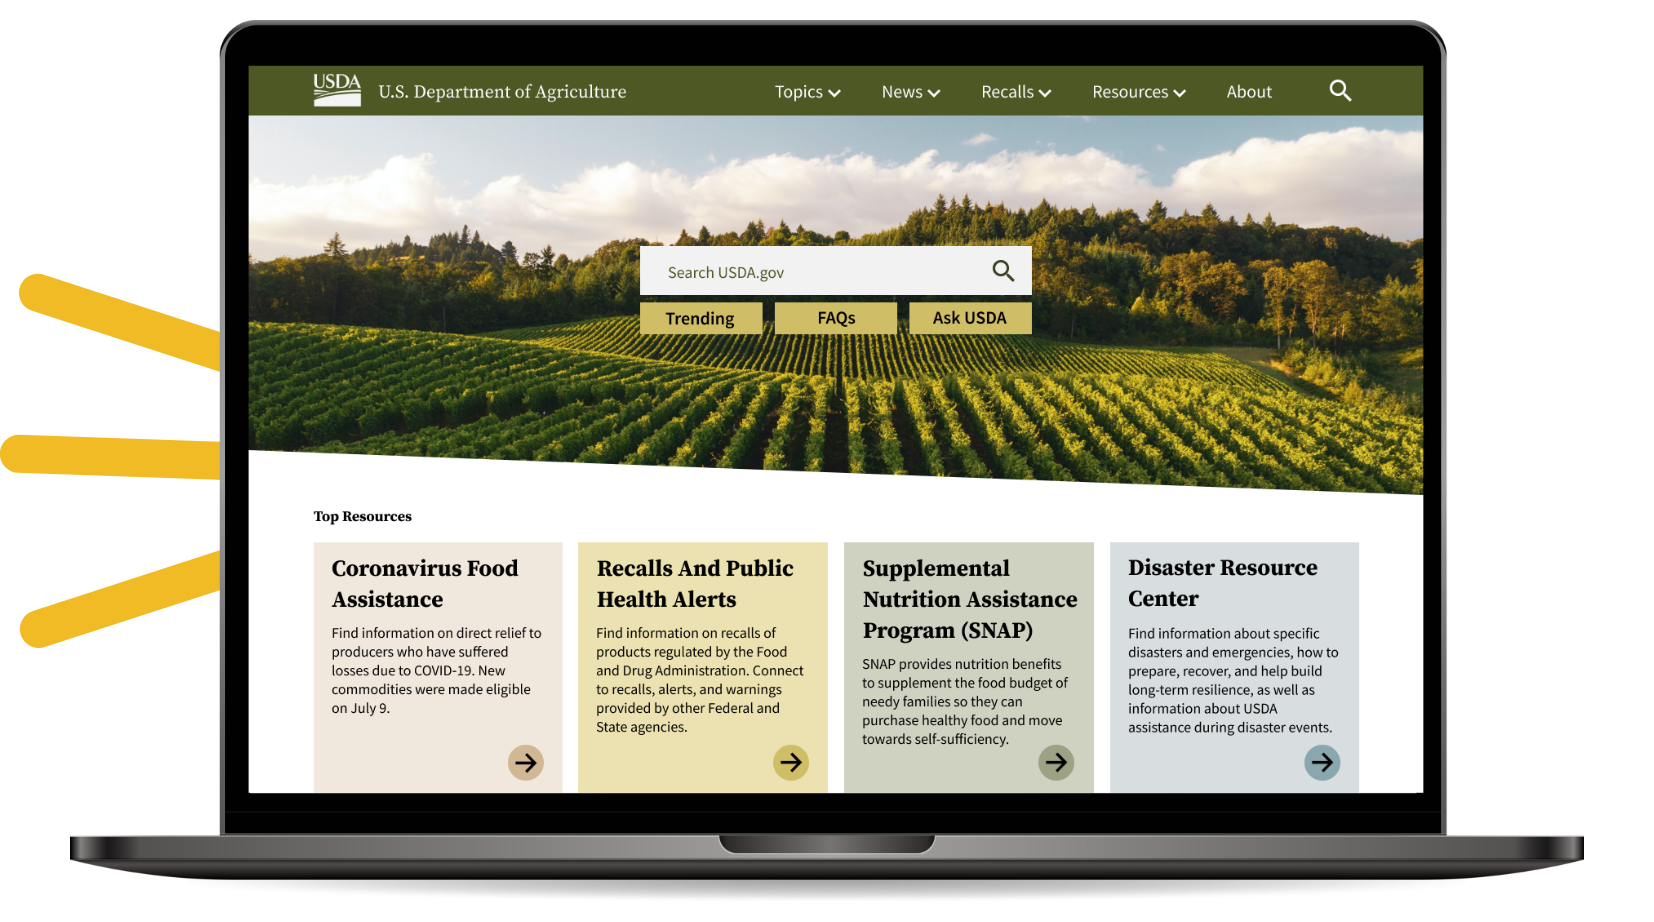 USDA
U.S. Department of Agriculture
Topics
News
Recalls
Resources
About
Search USDA.gov
Trending
FAQs
Ask USDA
Top Resources
Coronavirus Food
Assistance
Find information on direct relief to
producers who have suffered
losses due to COVID-19. New
commodities were made eligible
on July 9.
Recalls And Public
Health Alerts
Find information on recalls of
products regulated by the Food
and Drug Administration. Connect
to recalls, alerts, and warnings
provided by other Federal and
State agencies.
Supplemental
Nutrition Assistance
Program (SNAP)
SNAP provides nutrition benefits
to supplement the food budget of
needy families so they can
purchase healthy food and move
towards self-sufficiency.
Disaster Resource
Center
Find information about specific
disasters and emergencies, how to
prepare, recover, and help build
long-term resilience, as well as
information about USDA
assistance during disaster events.